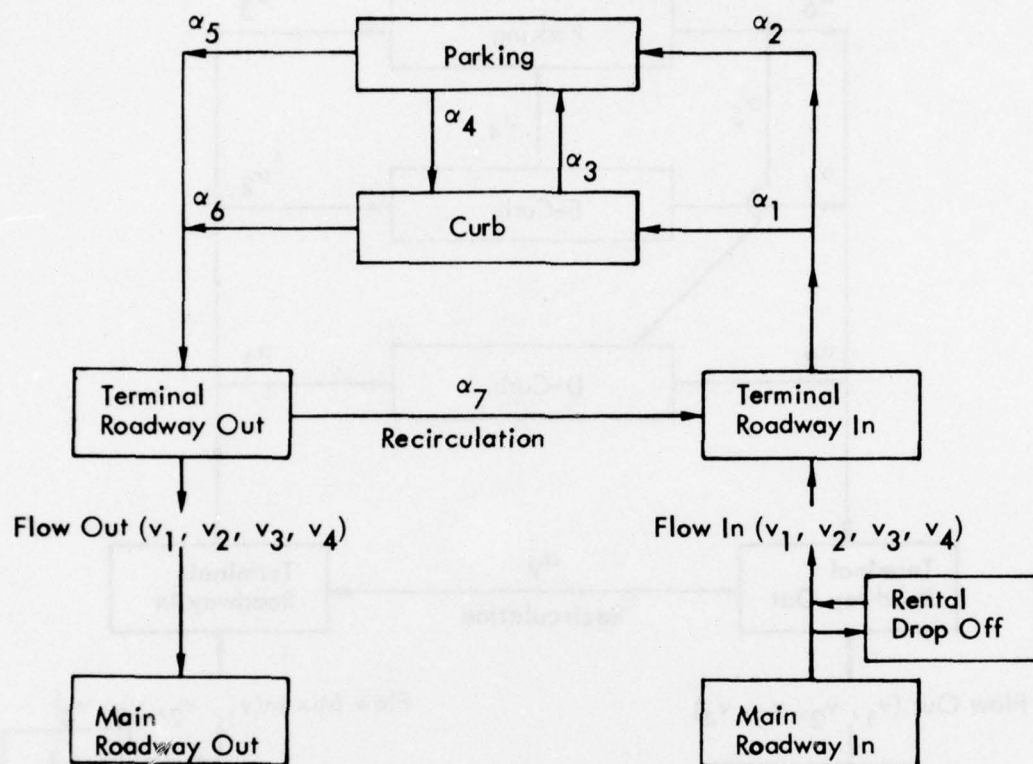 α5
Parking
α2
α4
α3
α6
Curb
α1
Terminal
Roadway Out
α7
Recirculation
Terminal
Roadway In
Flow Out (v1, v2, v3, v4)
Flow In (v1, v2, v3, v4)
Rental
Drop Off
Main
Roadway Out
Main
Roadway In